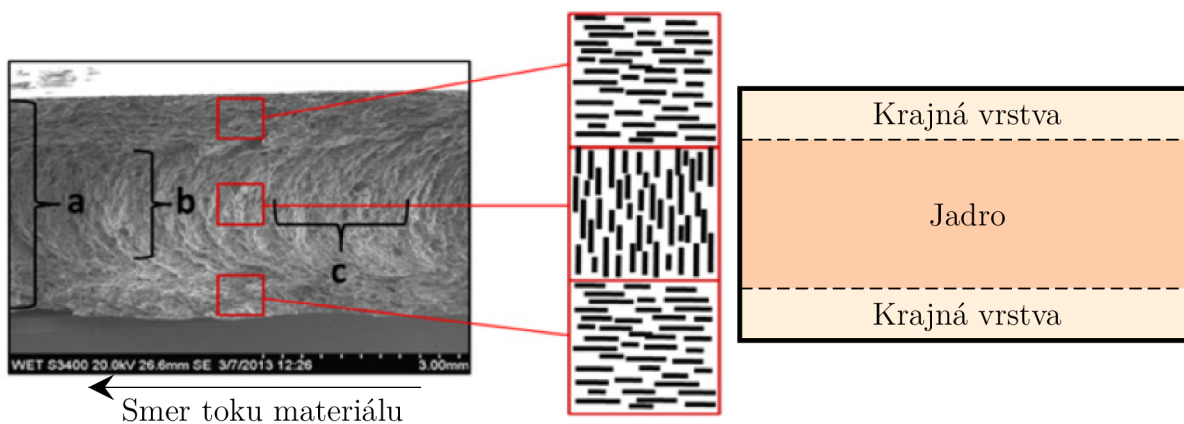 a
b
c
WET S3400 20.0kV 26.6mm SE 3/7/2013 12:26 3.00mm
Smer toku materiálu
Krajná vrstva
Jadro
Krajná vrstva